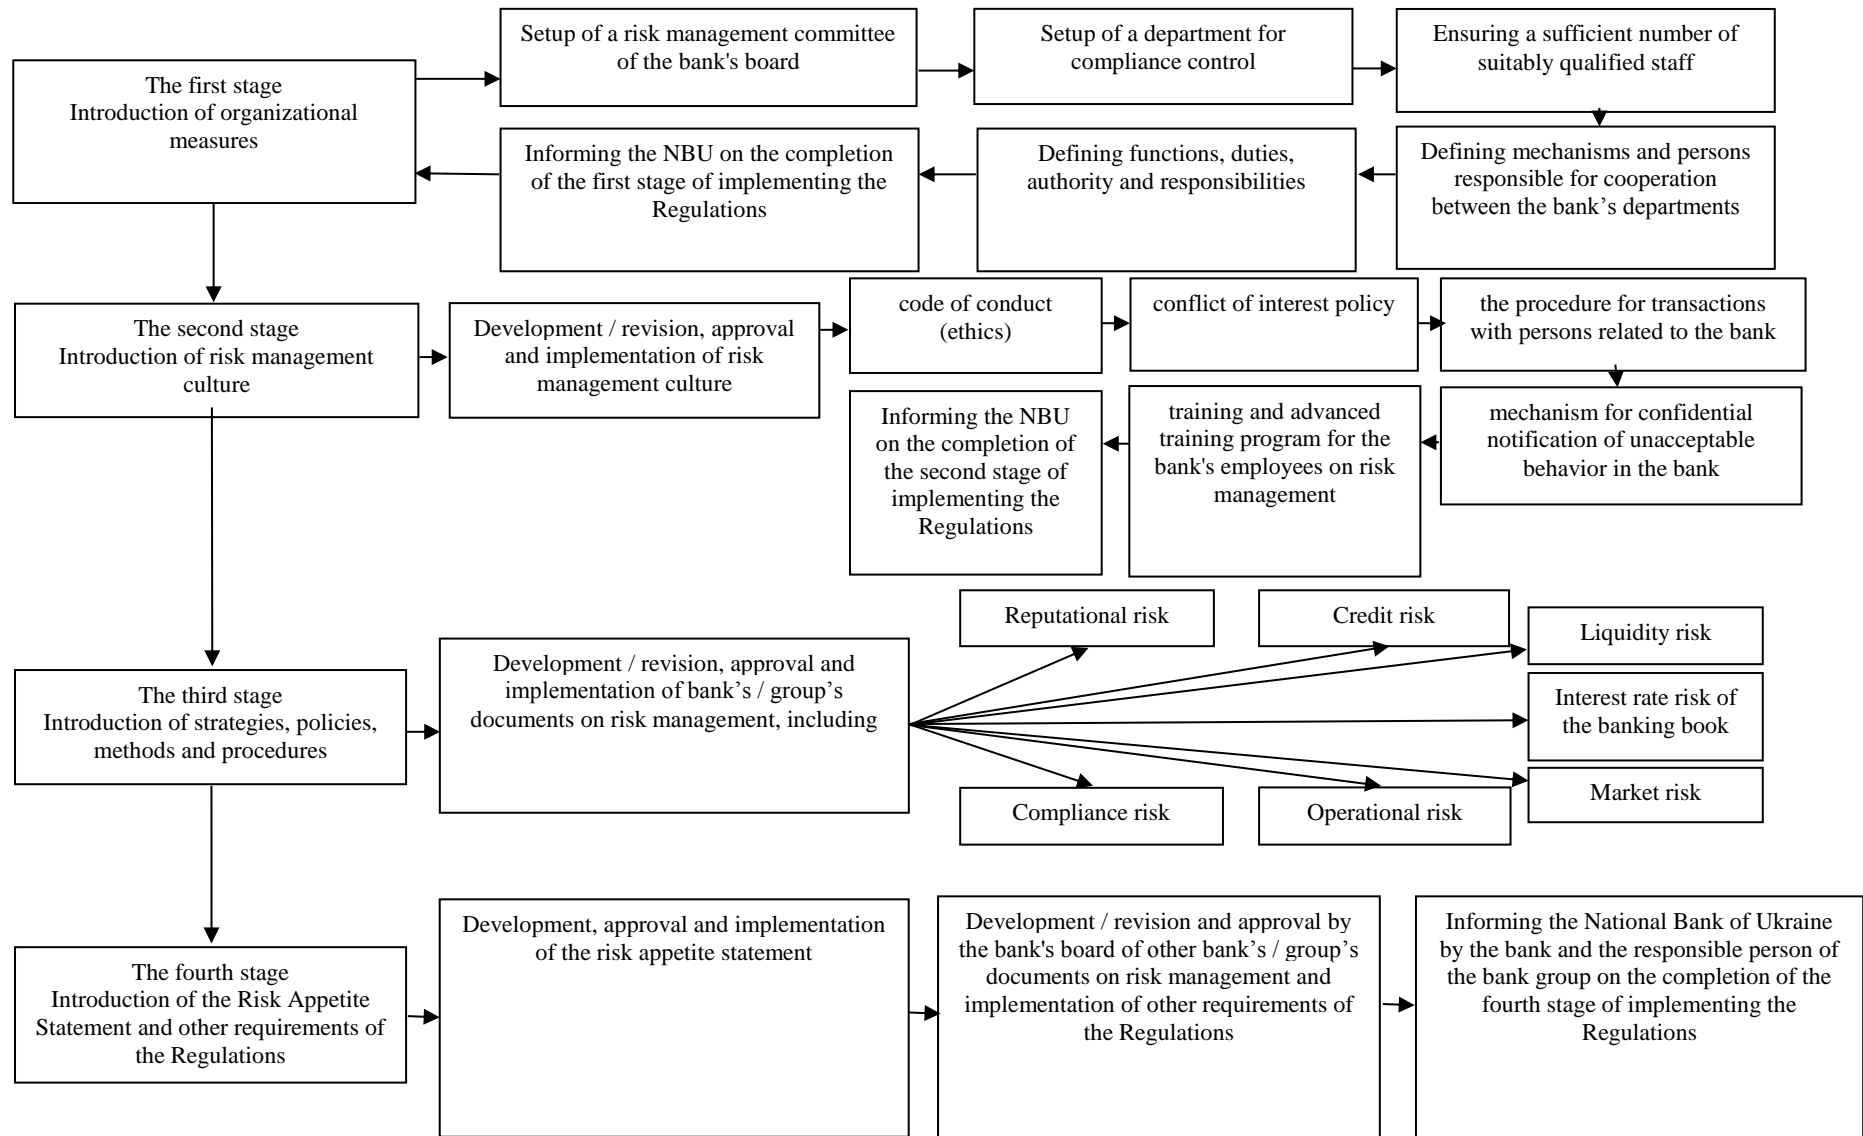 The first stage
Introduction of organizational
measures
Setup of a risk management committee
of the bank's board
Setup of a department for
compliance control
Ensuring a sufficient number of
suitably qualified staff
Defining mechanisms and persons
responsible for cooperation
between the bank’s departments
Defining functions, duties,
authority and responsibilities
Informing the NBU on the completion
of the first stage of implementing the
Regulations
The second stage
Introduction of risk management
culture
Development / revision, approval
and implementation of risk
management culture
code of conduct
(ethics)
conflict of interest policy
the procedure for transactions
with persons related to the bank
mechanism for confidential
notification of unacceptable
behavior in the bank
training and advanced
training program for the
bank's employees on risk
management
Informing the NBU
on the completion of
the second stage of
implementing the
Regulations
The third stage
Introduction of strategies, policies,
methods and procedures
Development / revision, approval and
implementation of bank’s / group’s
documents on risk management, including
Reputational risk
Credit risk
Liquidity risk
Interest rate risk of
the banking book
Market risk
Operational risk
Compliance risk
The fourth stage
Introduction of the Risk Appetite
Statement and other requirements of
the Regulations
Development, approval and implementation
of the risk appetite statement
Development / revision and approval by
the bank's board of other bank’s / group’s
documents on risk management and
implementation of other requirements of
the Regulations
Informing the National Bank of Ukraine
by the bank and the responsible person of
the bank group on the completion of the
fourth stage of implementing the
Regulations